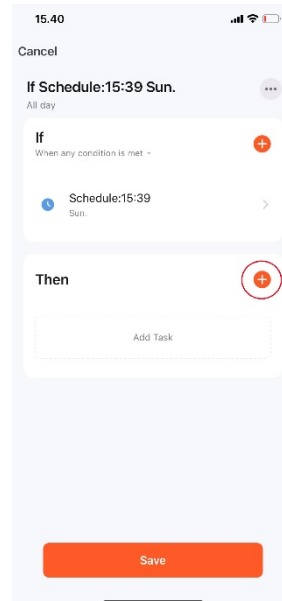 15.40
Cancel
If Schedule:15:39 Sun.
All day
If
When any condition is met
Schedule:15:39
Sun.
Then
Add Task
Save